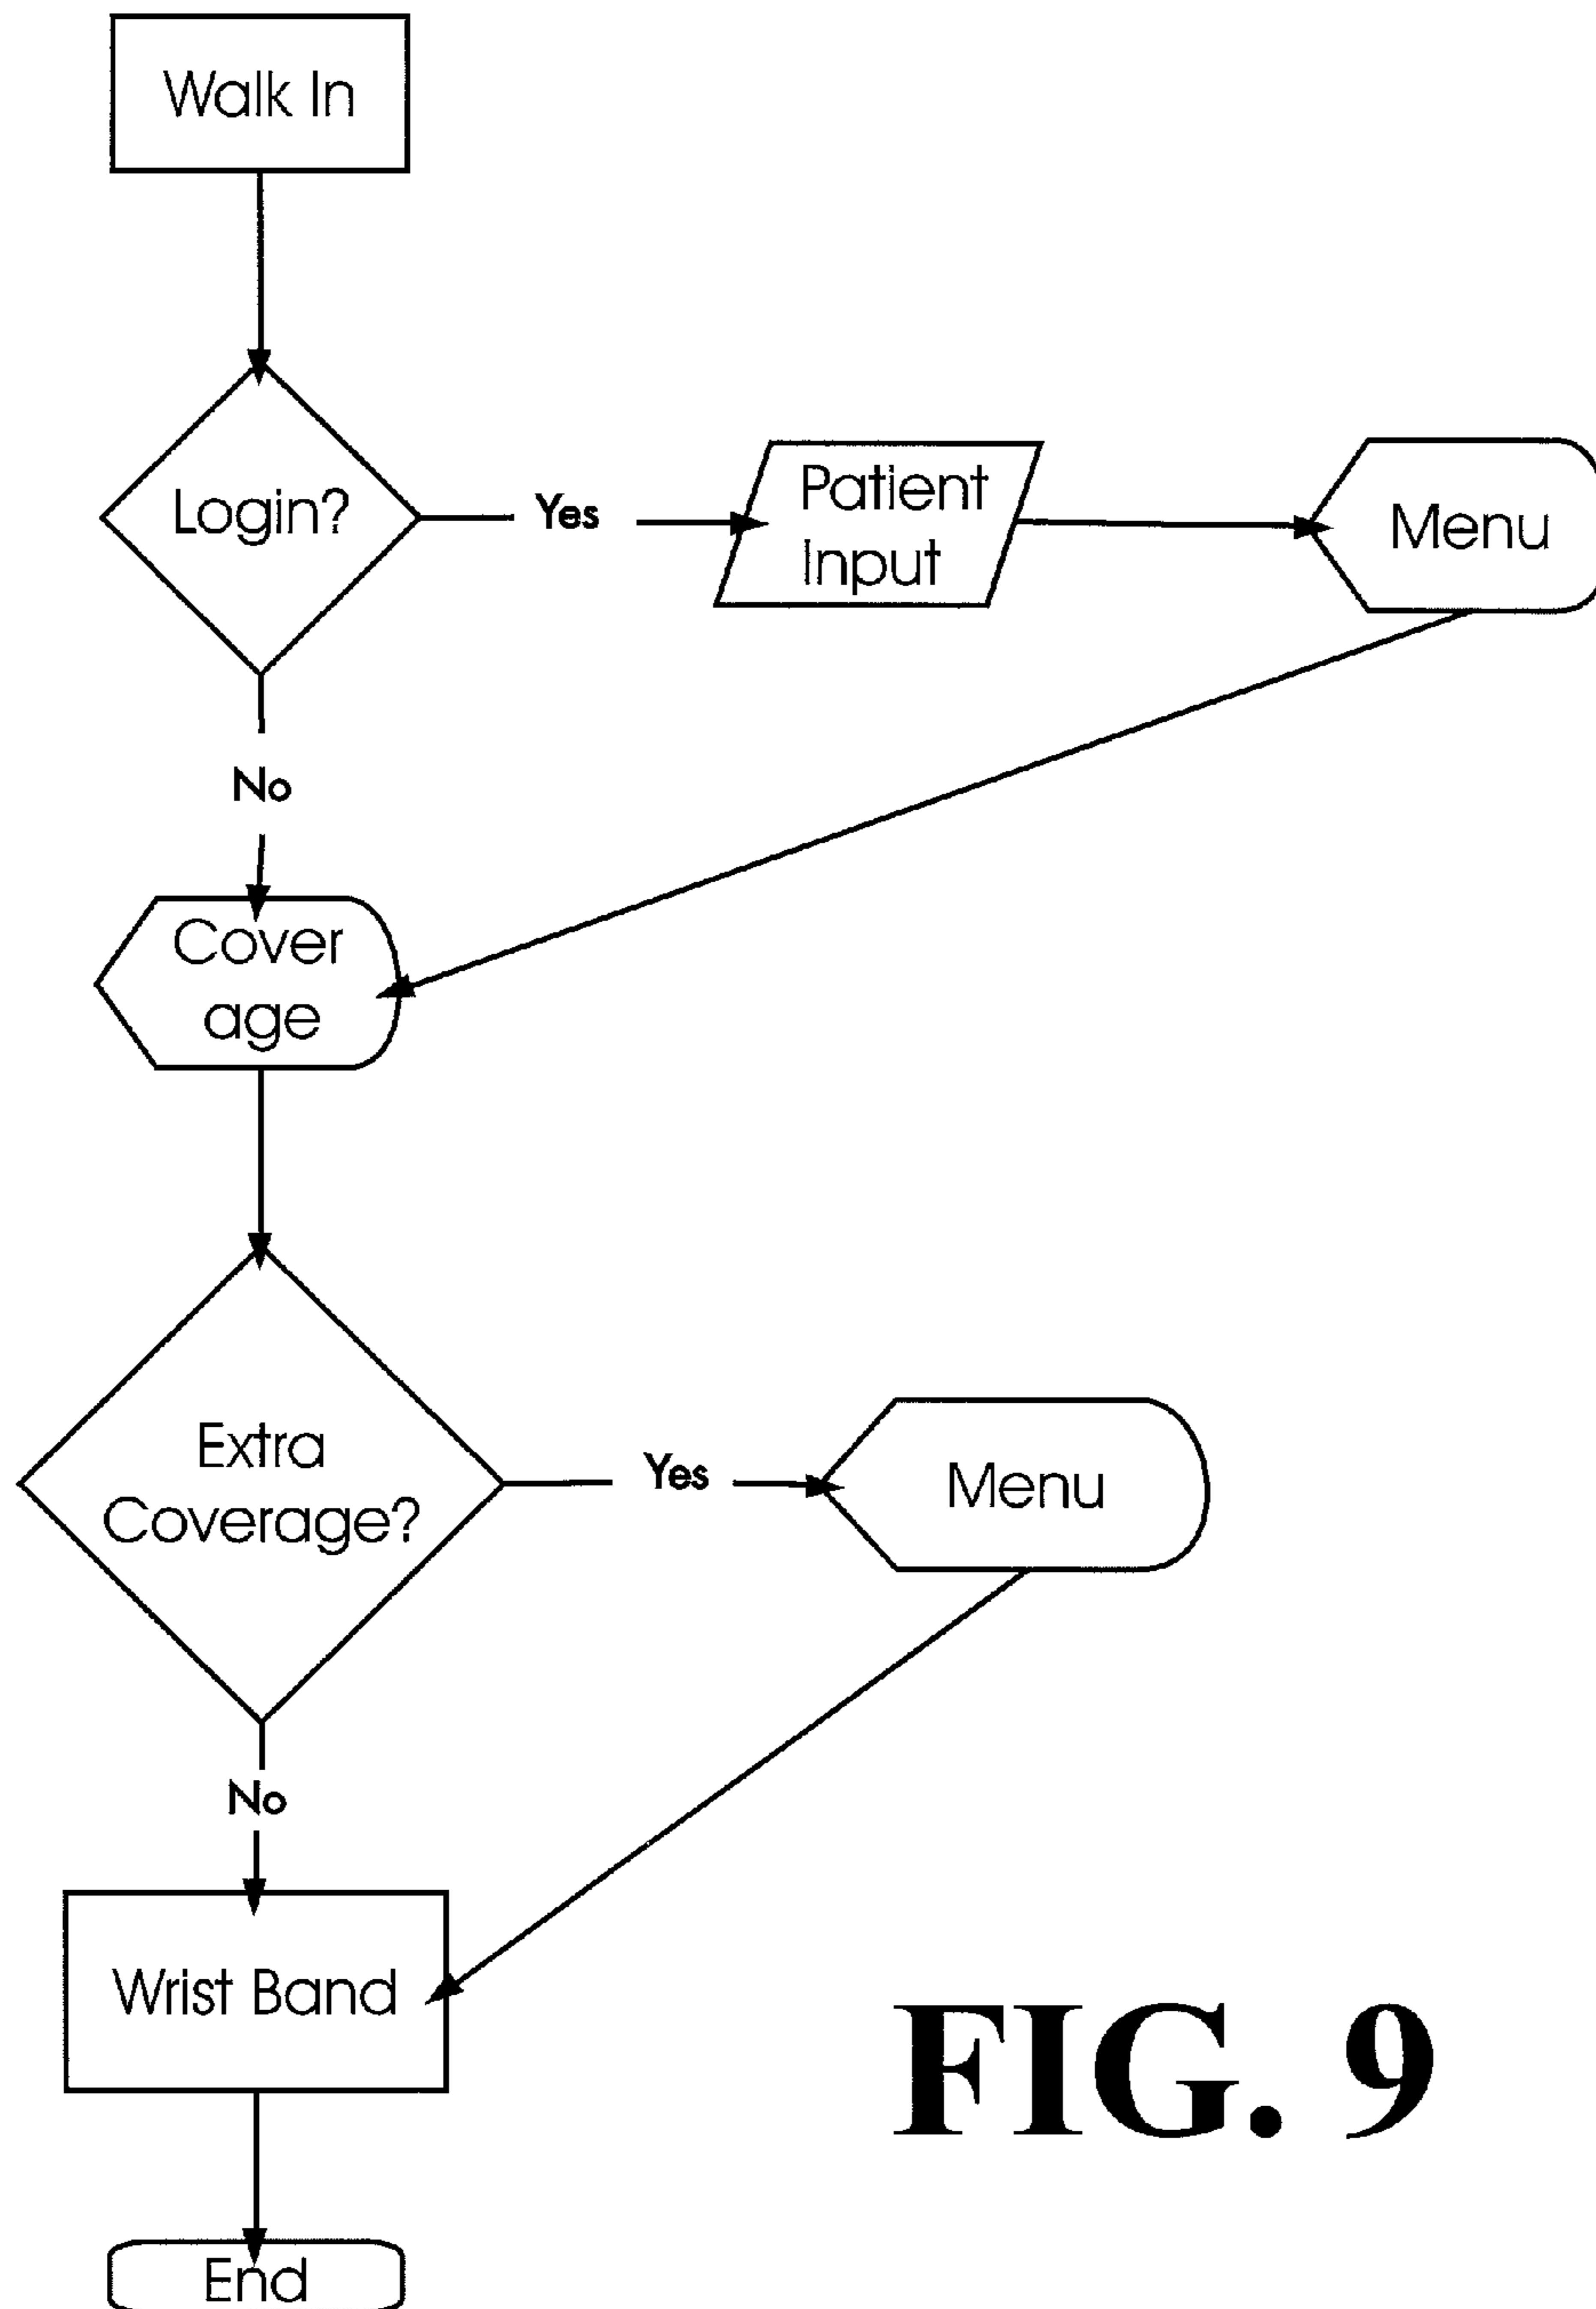 Walk In
Login?
Yes
Patient
Input
Menu
No
Cover
age
Extra
Coverage?
Yes
Menu
No
Wrist Band
FIG. 9
End